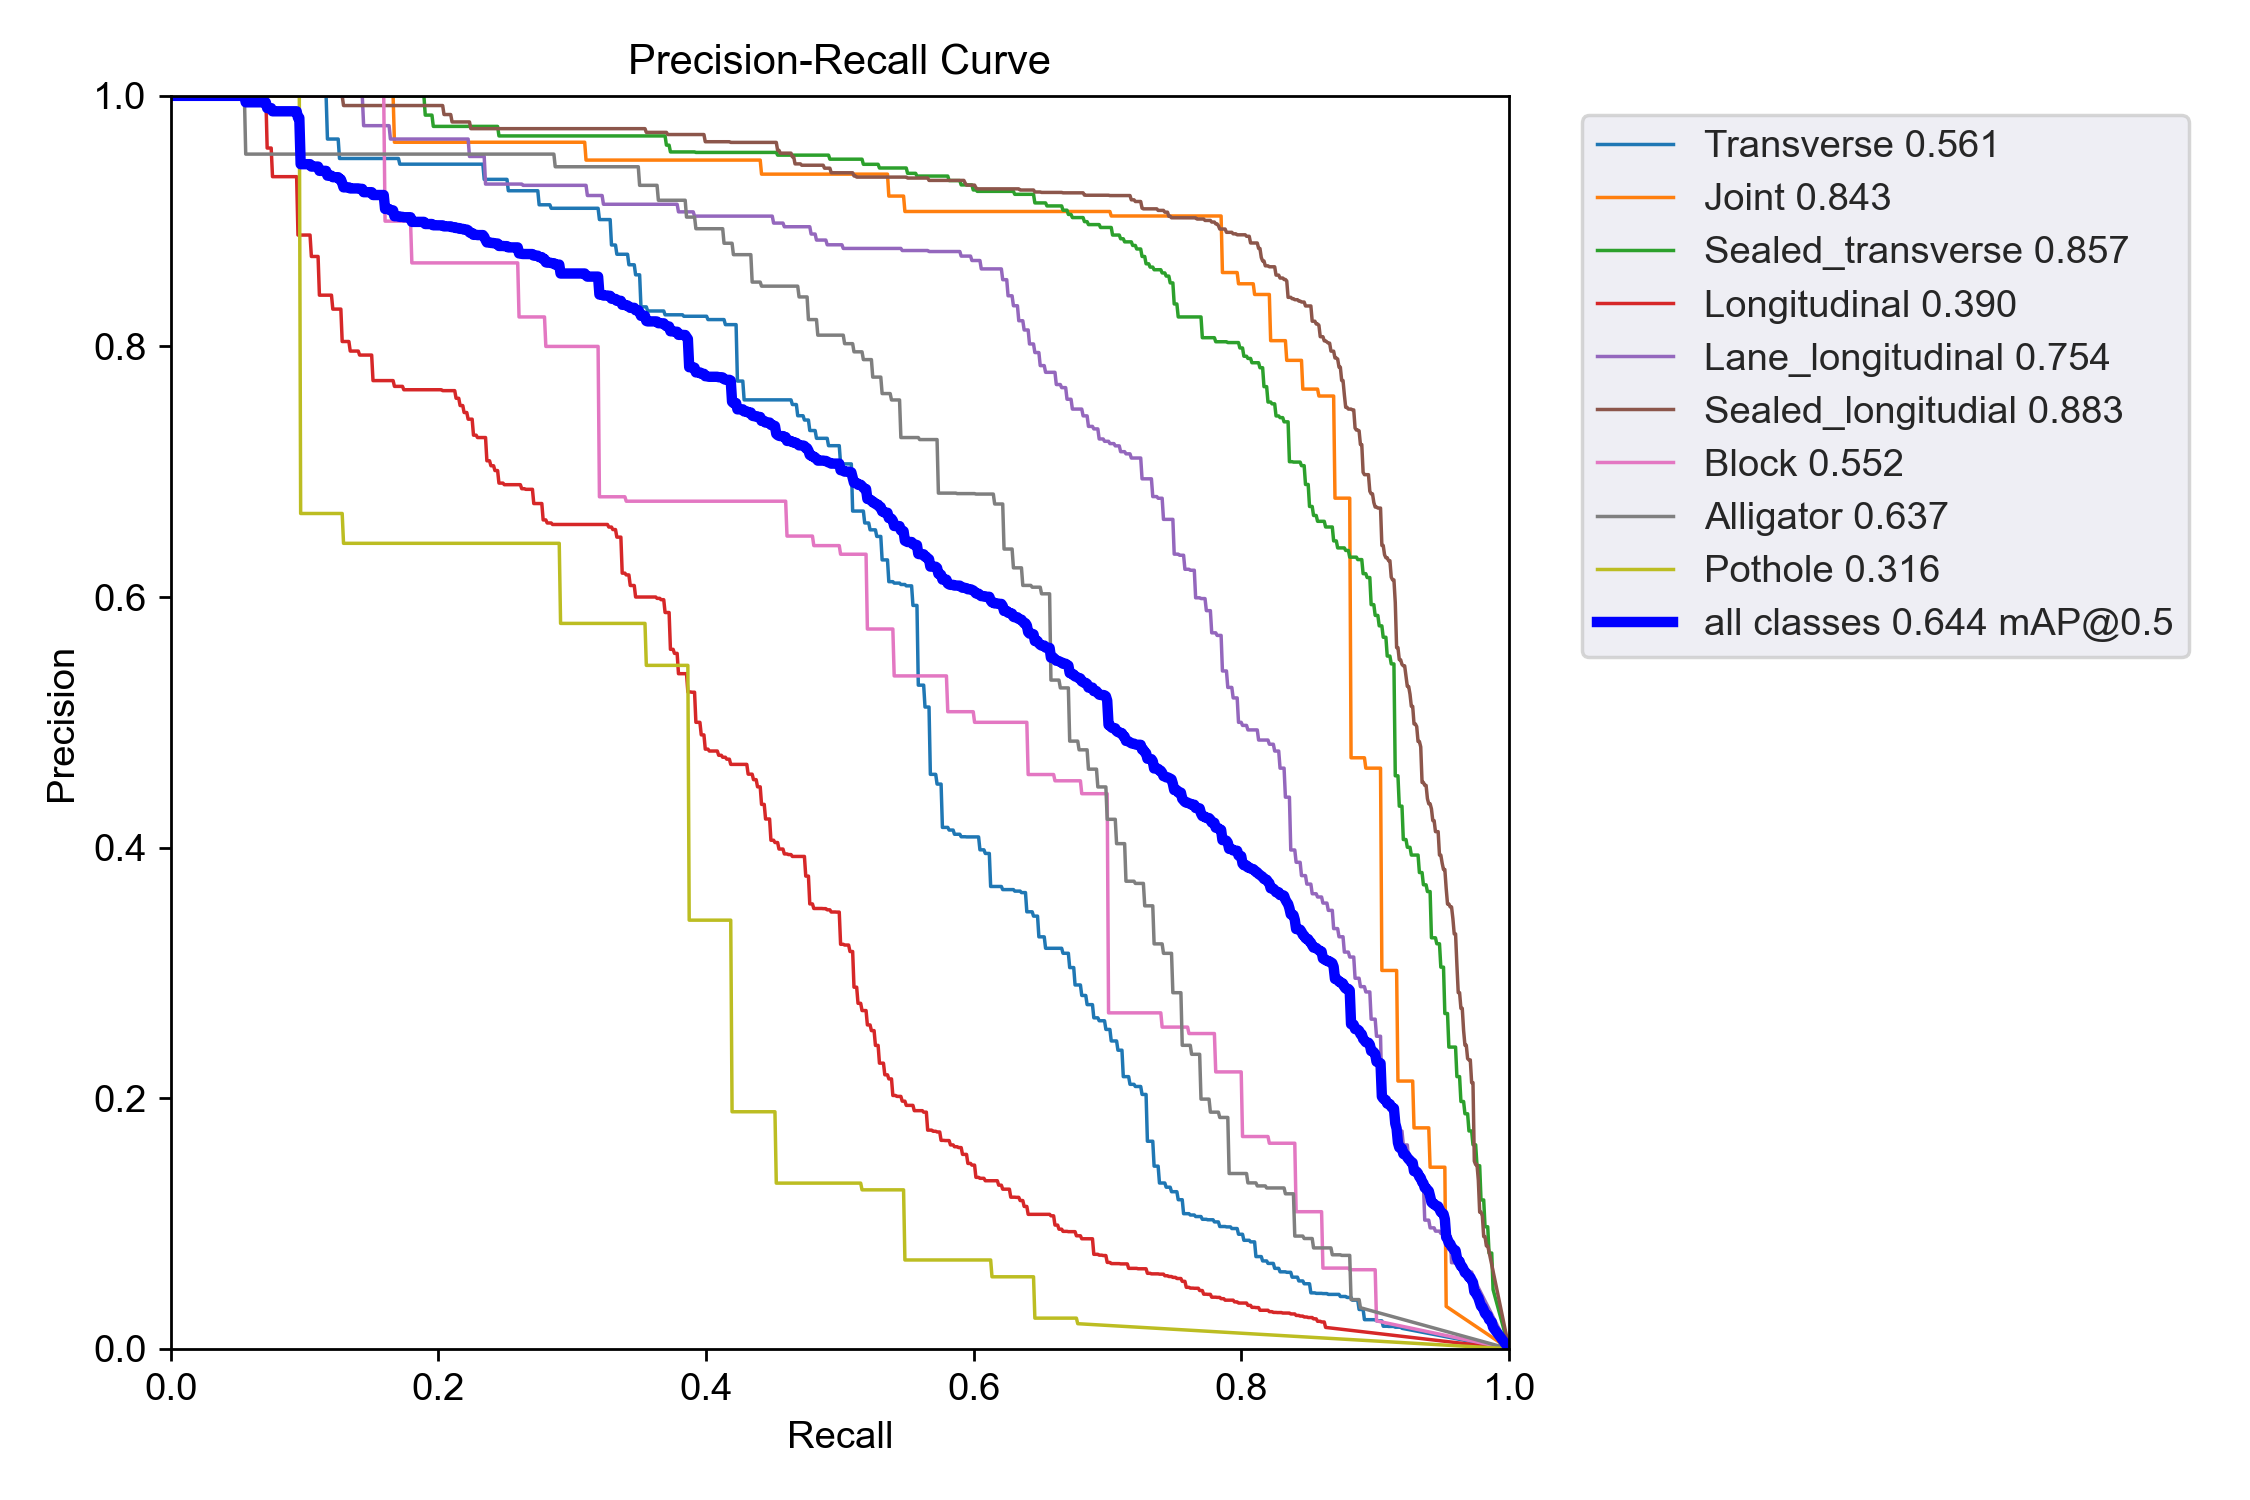 Precision-Recall Curve
1.0
0.8
0.6
0.4
0.2
0.0
Precision
0.0 0.2 0.4 0.6 0.8 1.0
Recall
Transverse 0.561
Joint 0.843
Sealed_transverse 0.857
Longitudinal 0.390
Lane_longitudinal 0.754
Sealed_longitudial 0.883
Block 0.552
Alligator 0.637
Pothole 0.316
all classes 0.644 mAP@0.5